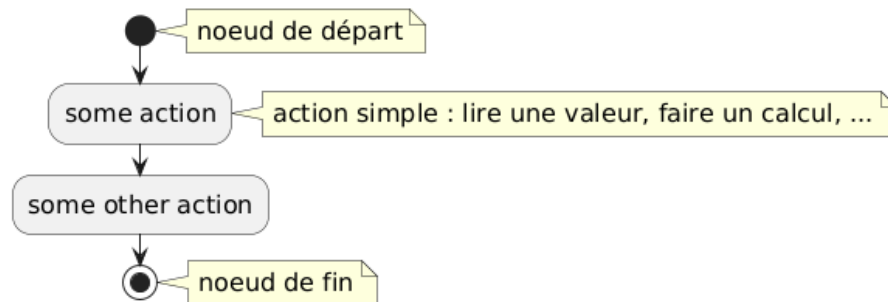 noeud de départ
some action
action simple : lire une valeur, faire un calcul, ...
some other action
noeud de fin